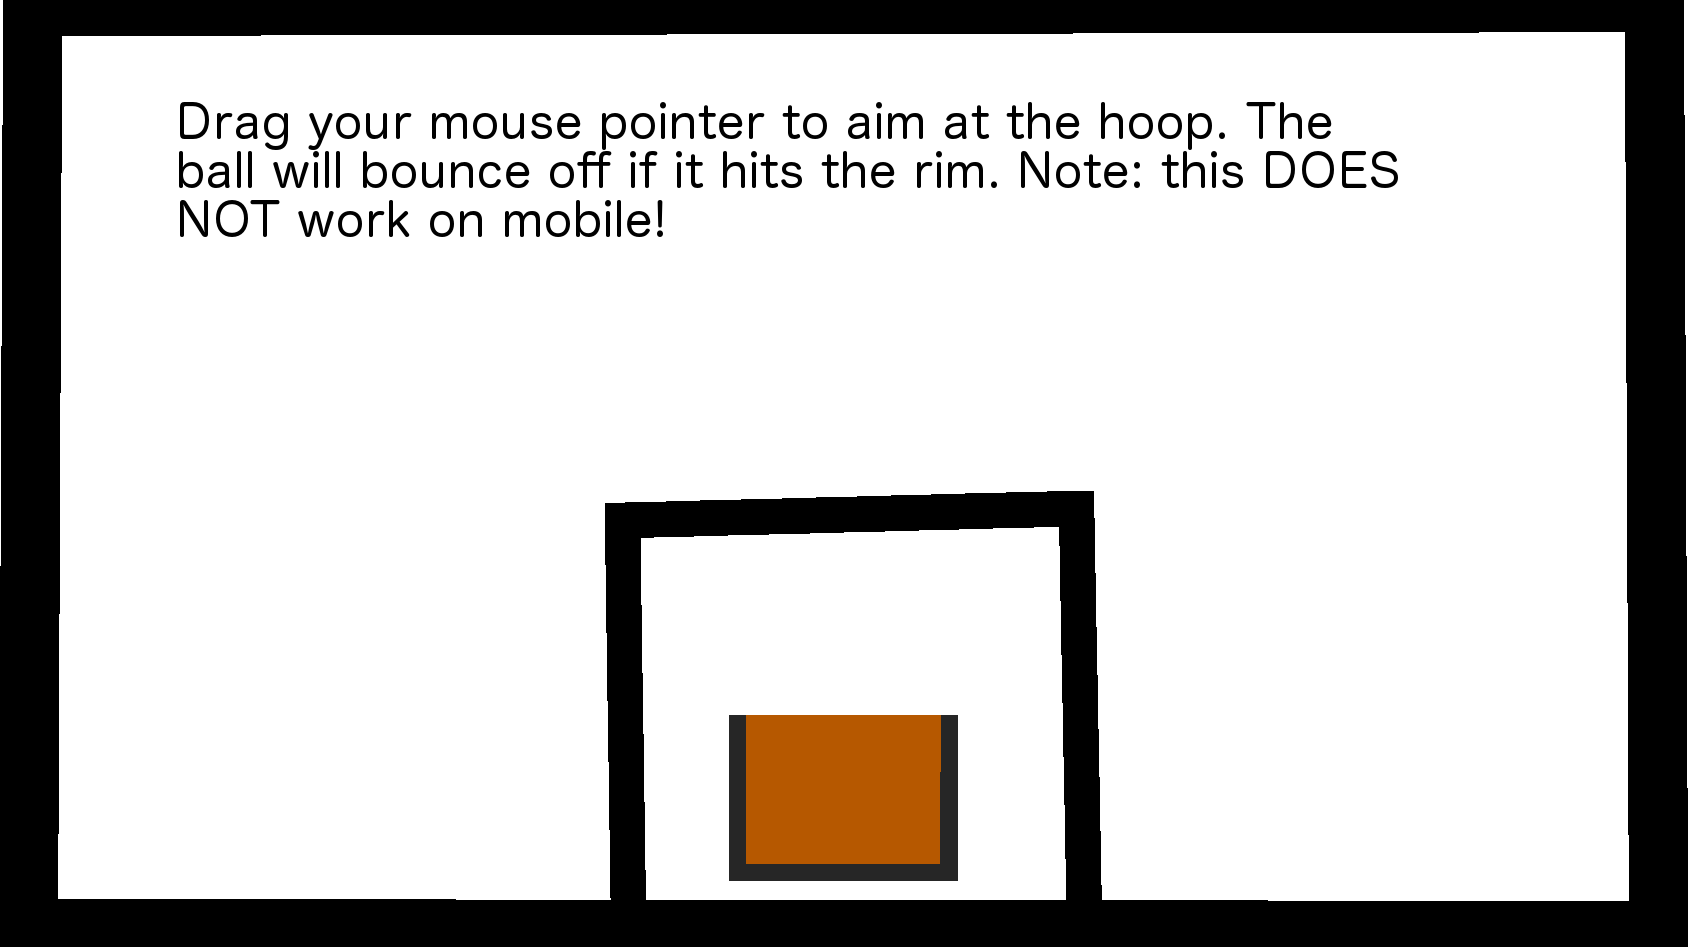 Drag your mouse pointer to aim at the hoop. The
ball will bounce off if it hits the rim. Note: this DOES
NOT work on mobile!